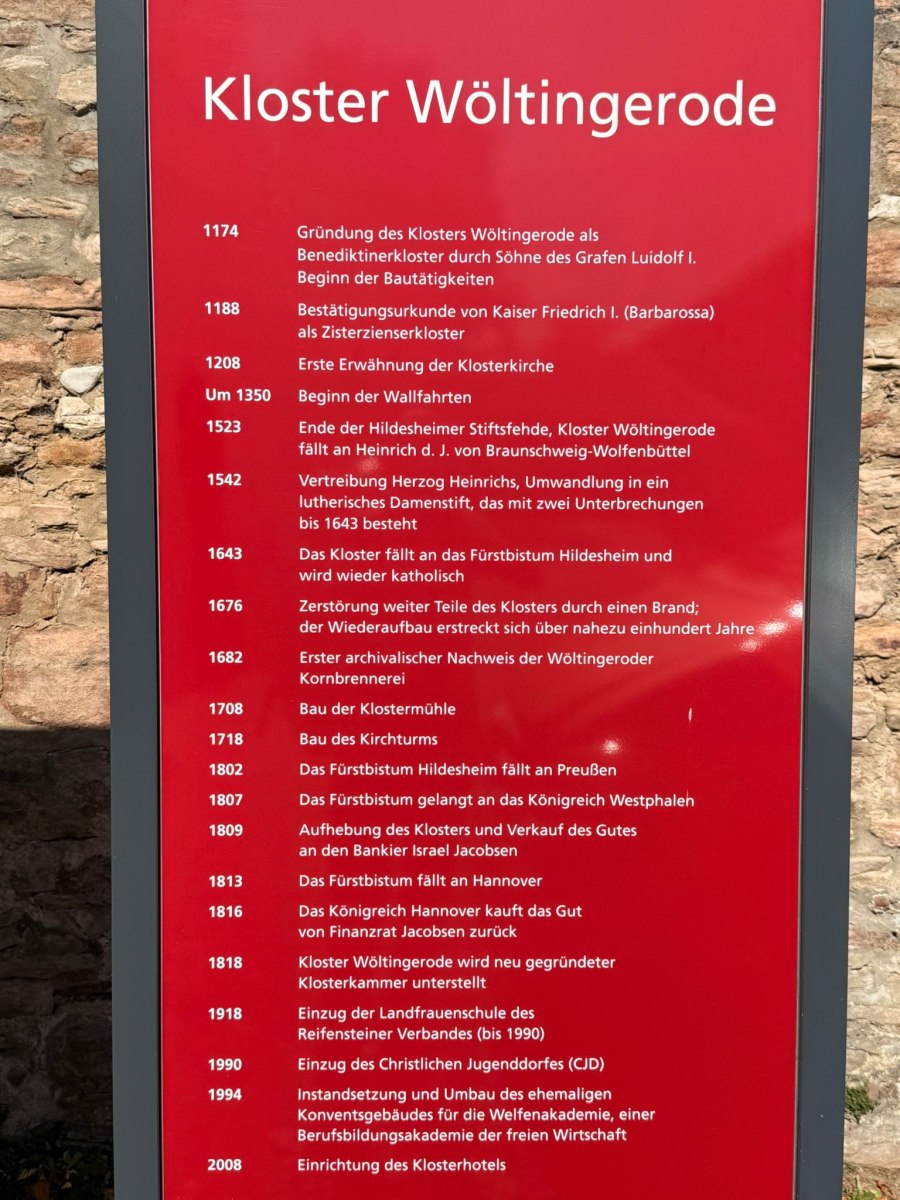 Kloster Wöltingerode
1174 Gründung des Klosters Wöltingerode als
Benediktinerkloster durch Söhne des Grafen Luidolf I.
Beginn der Bautätigkeiten
1188 Bestätigungsurkunde von Kaiser Friedrich I. (Barbarossa)
als Zisterzienserkloster
1208 Erste Erwähnung der Klosterkirche
Um 1350 Beginn der Wallfahrten
1523 Ende der Hildesheimer Stiftsfehde, Kloster Wöltingerode
fällt an Heinrich d. J. von Braunschweig-Wolfenbüttel
1542 Vertreibung Herzog Heinrichs, Umwandlung in ein
lutherisches Damenstift, das mit zwei Unterbrechungen
bis 1643 besteht
1643 Das Kloster fällt an das Fürstbistum Hildesheim und
wird wieder katholisch
1676 Zerstörung weiter Teile des Klosters durch einen Brand;
der Wiederaufbau erstreckt sich über nahezu einhundert Jahre
1682 Erster archivalischer Nachweis der Wöltingeroder
Kornbrennerei
1708 Bau der Klostermühle
1718 Bau des Kirchturms
1802 Das Fürstbistum Hildesheim fällt an Preußen
1807 Das Fürstbistum gelangt an das Königreich Westphalen
1809 Aufhebung des Klosters und Verkauf des Gutes
an den Bankier Israel Jacobsen
1813 Das Fürstbistum fällt an Hannover
1816 Das Königreich Hannover kauft das Gut
von Finanzrat Jacobsen zurück
1818 Kloster Wöltingerode wird neu gegründeter
Klosterkammer unterstellt
1918 Einzug der Landfrauenschule des
Reifensteiner Verbandes (bis 1990)
1990 Einzug des Christlichen Jugenddorfes (CJD)
1994 Instandsetzung und Umbau des ehemaligen
Konventsgebäudes für die Welfenakademie, einer
Berufsbildungsakademie der freien Wirtschaft
2008 Einrichtung des Klosterhotels